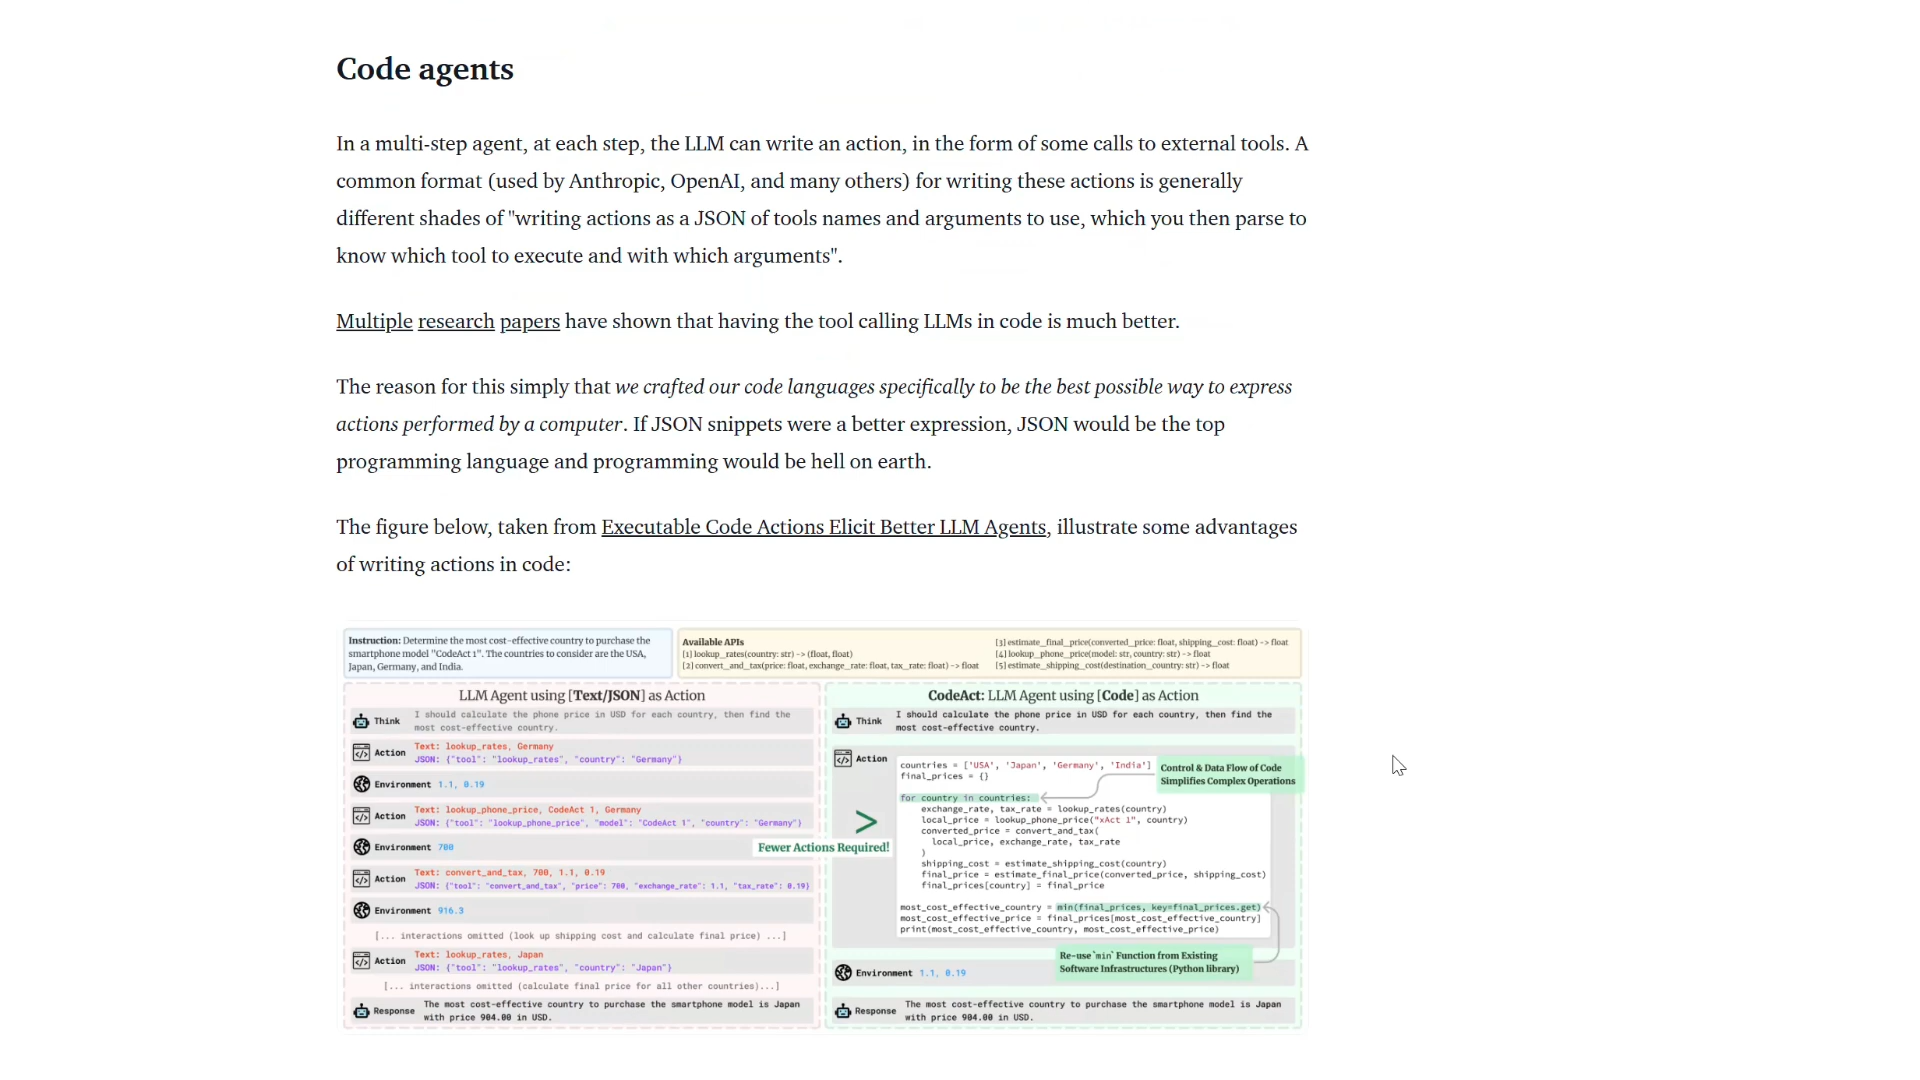 Code agents
In a multi-step agent, at each step, the LLM can write an action, in the form of some calls to external tools. A
common format (used by Anthropic, OpenAI, and many others) for writing these actions is generally
different shades of "writing actions as a JSON of tools names and arguments to use, which you then parse to
know which tool to execute and with which arguments".
Multiple research papers have shown that having the tool calling LLMs in code is much better.
The reason for this simply that we crafted our code languages specifically to be the best possible way to express
actions performed by a computer. If JSON snippets were a better expression, JSON would be the top
programming language and programming would be hell on earth.
The figure below, taken from Executable Code Actions Elicit Better LLM Agents, illustrate some advantages
of writing actions in code:
Instruction: Determine the most cost-effective country to purchase the
smartphone model "CodeAct 1". The countries to consider are the USA,
Japan, Germany, and India.
Available APIs
[1] lookup_rates(country: str) -> (float, float)
[2] convert_and_tax(price: float, exchange_rate: float, tax_rate: float) -> float
[3] estimate_final_price(converted_price: float, shipping_cost: float) -> float
[4] lookup_phone_price(model: str, country: str) -> float
[5] estimate_shipping_cost(destination_country: str) -> float
LLM Agent using [Text/JSON] as Action
Think I should calculate the phone price in USD for each country, then find the
most cost-effective country.
Action Text: lookup_rates, Germany
JSON: {"tool": "lookup_rates", "country": "Germany"}
Environment 1.1, 0.19
Action Text: lookup_phone_price, CodeAct 1, Germany
JSON: {"tool": "lookup_phone_price", "model": "CodeAct 1", "country": "Germany"}
Environment 700
Action Text: convert_and_tax, 700, 1.1, 0.19
JSON: {"tool": "convert_and_tax", "price": 700, "exchange_rate": 1.1, "tax_rate": 0.19}
Environment 916.3
[... interactions omitted (look up shipping cost and calculate final price) ...]
Action Text: lookup_rates, Japan
JSON: {"tool": "lookup_rates", "country": "Japan"}
[... interactions omitted (calculate final price for all other countries)...]
Response The most cost-effective country to purchase the smartphone model is Japan
with price 904.00 in USD.
>
Fewer Actions Required!
CodeAct: LLM Agent using [Code] as Action
Think I should calculate the phone price in USD for each country, then find the
most cost-effective country.
Action
countries = ['USA', 'Japan', 'Germany', 'India']
final_prices = {}
for country in countries:
exchange_rate, tax_rate = lookup_rates(country)
local_price = lookup_phone_price("xAct 1", country)
converted_price = convert_and_tax(
local_price, exchange_rate, tax_rate
)
shipping_cost = estimate_shipping_cost(country)
final_price = estimate_final_price(converted_price, shipping_cost)
final_prices[country] = final_price
most_cost_effective_country = min(final_prices, key=final_prices.get)
most_cost_effective_price = final_prices[most_cost_effective_country]
print(most_cost_effective_country, most_cost_effective_price)
Control & Data Flow of Code
Simplifies Complex Operations
Re-use `min` Function from Existing
Software Infrastructures (Python library)
Environment 1.1, 0.19
Response The most cost-effective country to purchase the smartphone model is Japan
with price 904.00 in USD.